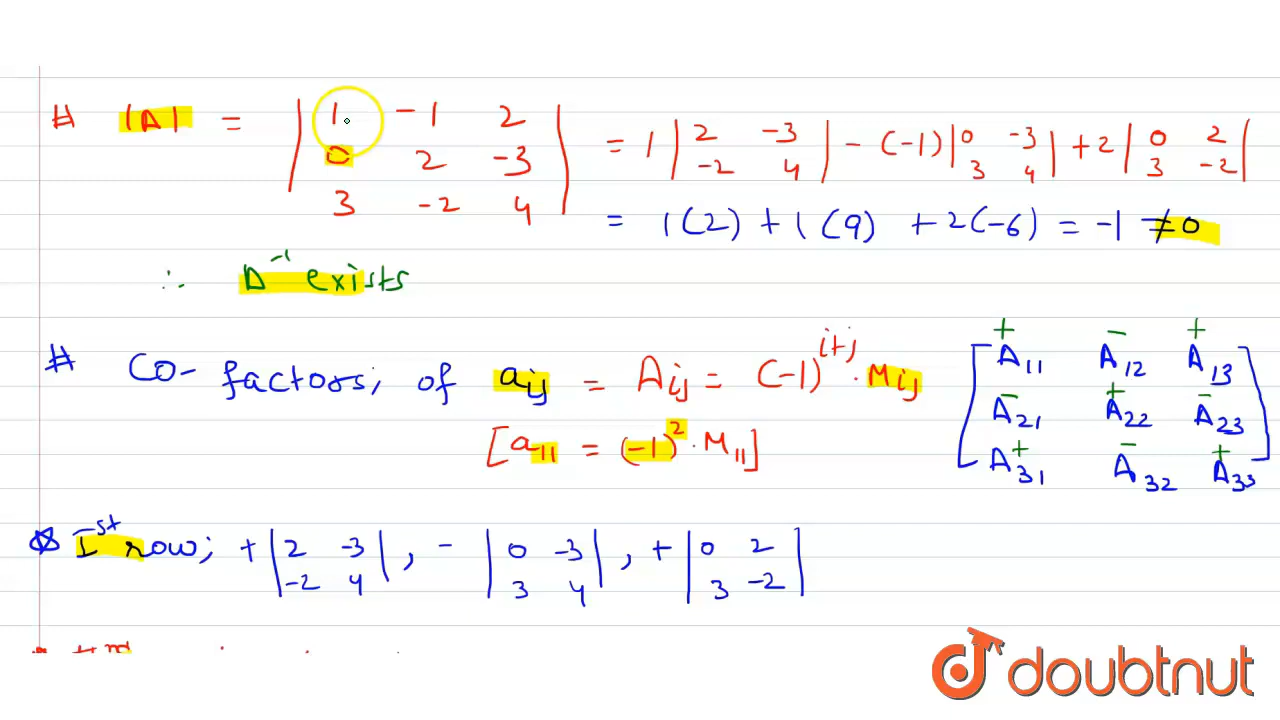 # |A| = | 1 -1 2 | = 1 | 2 -3 | - (-1) | 0 -3 | + 2 | 0 2 |
| 0 2 -3 | | -2 4 | | 3 4 | | 3 -2 |
| 3 -2 4 | = 1(2) + 1(9) + 2(-6) = -1 ≠ 0
∴ A⁻¹ exists
# Co-factors; of aij = Aij = (-1)^(i+j) · Mij
[a11 = (-1)² · M11]
[ +A11 -A12 +A13
-A21 +A22 -A23
+A31 -A32 +A33 ]
Ist row; + | 2 -3 | , - | 0 -3 | , + | 0 2 |
| -2 4 | | 3 4 | | 3 -2 |
doubtnut